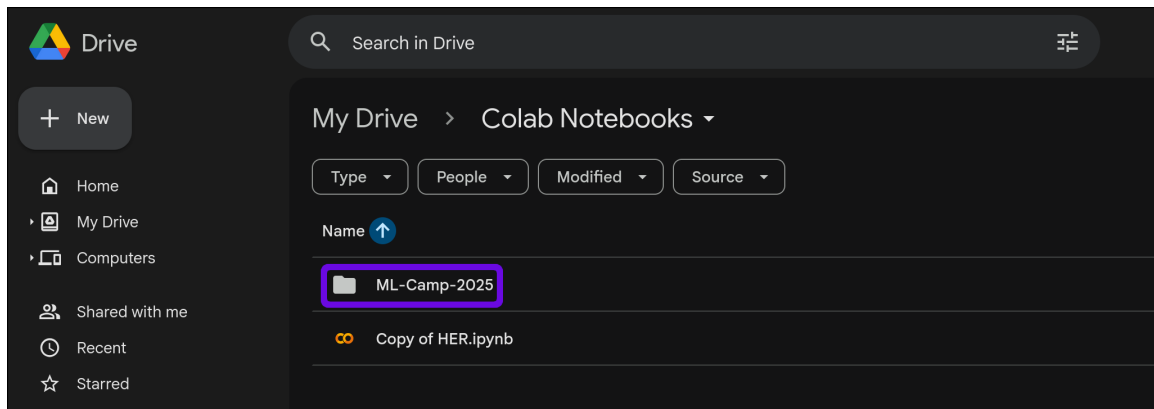 Drive
Search in Drive
New
My Drive > Colab Notebooks
Type People Modified Source
Home
My Drive
Computers
Shared with me
Recent
Starred
Name
ML-Camp-2025
Copy of HER.ipynb